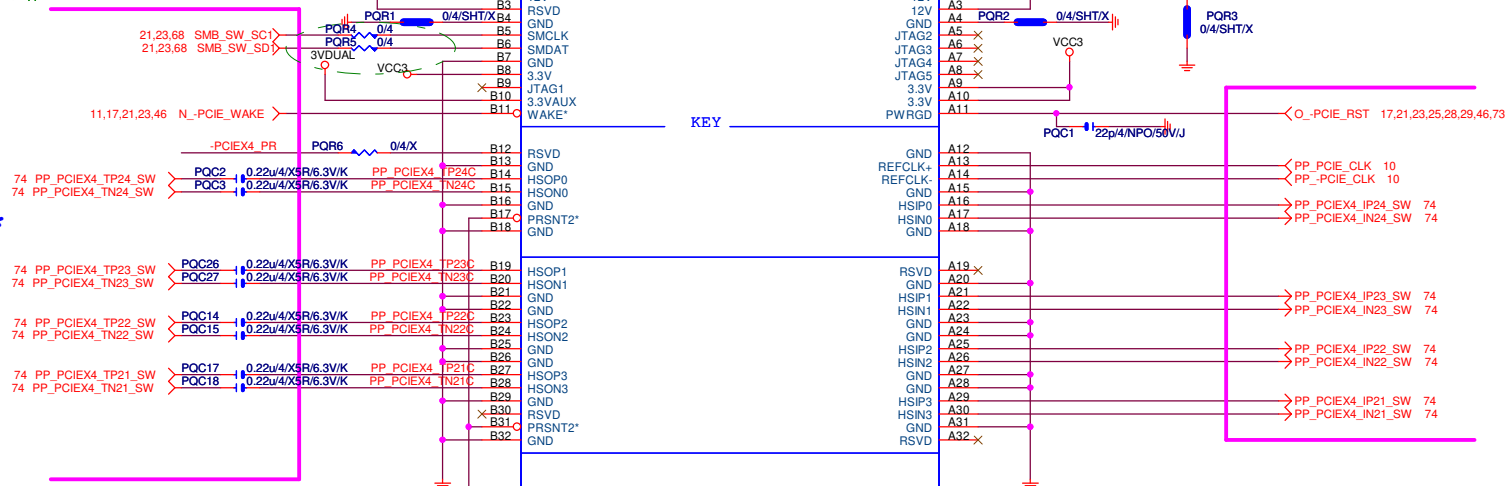 B3 RSVD 12V A3
PQR1 0/4/SHT/X B4 GND GND A4 PQR2 0/4/SHT/X PQR3
0/4/SHT/X
21,23,68 SMB_SW_SC1 PQR4 0/4 B5 SMCLK JTAG2 A5
21,23,68 SMB_SW_SD1 PQR5 0/4 B6 SMDAT JTAG3 A6 VCC3
3VDUAL B7 GND JTAG4 A7
VCC3 B8 3.3V JTAG5 A8
B9 JTAG1 3.3V A9
B10 3.3VAUX 3.3V A10
11,17,21,23,46 N_-PCIE_WAKE B11 WAKE* PWRGD A11 O_-PCIE_RST 17,21,23,25,28,29,46,73
KEY PQC1 22p/4/NPO/50V/J
-PCIEX4_PR PQR6 0/4/X B12 RSVD GND A12
B13 GND REFCLK+ A13 PP_PCIE_CLK 10
74 PP_PCIEX4_TP24_SW PQC2 0.22u/4/X5R/6.3V/K PP_PCIEX4_TP24C B14 HSOP0 REFCLK- A14 PP_-PCIE_CLK 10
74 PP_PCIEX4_TN24_SW PQC3 0.22u/4/X5R/6.3V/K PP_PCIEX4_TN24C B15 HSON0 GND A15
B16 GND HSIP0 A16 PP_PCIEX4_IP24_SW 74
B17 PRSNT2* HSIN0 A17 PP_PCIEX4_IN24_SW 74
B18 GND GND A18
74 PP_PCIEX4_TP23_SW PQC26 0.22u/4/X5R/6.3V/K PP_PCIEX4_TP23C B19 HSOP1 RSVD A19
74 PP_PCIEX4_TN23_SW PQC27 0.22u/4/X5R/6.3V/K PP_PCIEX4_TN23C B20 HSON1 GND A20
B21 GND HSIP1 A21 PP_PCIEX4_IP23_SW 74
B22 GND HSIN1 A22 PP_PCIEX4_IN23_SW 74
74 PP_PCIEX4_TP22_SW PQC14 0.22u/4/X5R/6.3V/K PP_PCIEX4_TP22C B23 HSOP2 GND A23
74 PP_PCIEX4_TN22_SW PQC15 0.22u/4/X5R/6.3V/K PP_PCIEX4_TN22C B24 HSON2 GND A24
B25 GND HSIP2 A25 PP_PCIEX4_IP22_SW 74
B26 GND HSIN2 A26 PP_PCIEX4_IN22_SW 74
74 PP_PCIEX4_TP21_SW PQC17 0.22u/4/X5R/6.3V/K PP_PCIEX4_TP21C B27 HSOP3 GND A27
74 PP_PCIEX4_TN21_SW PQC18 0.22u/4/X5R/6.3V/K PP_PCIEX4_TN21C B28 HSON3 GND A28
B29 GND HSIP3 A29 PP_PCIEX4_IP21_SW 74
B30 RSVD HSIN3 A30 PP_PCIEX4_IN21_SW 74
B31 PRSNT2* GND A31
B32 GND RSVD A32